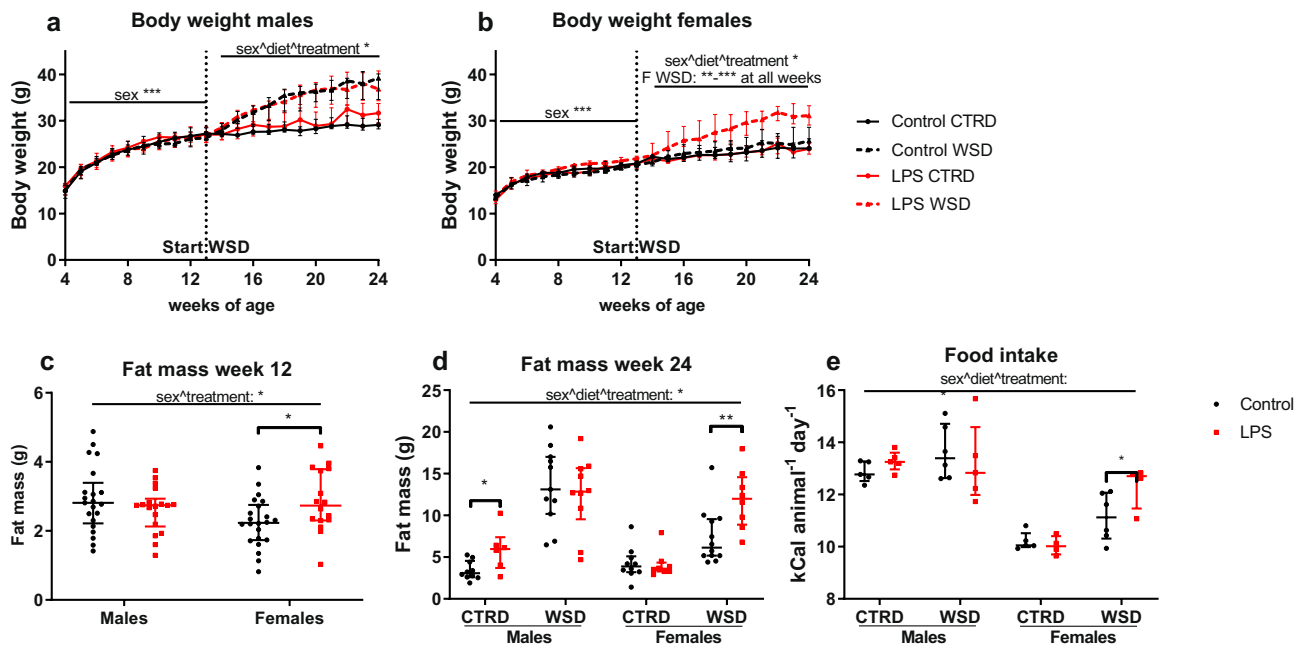 a
Body weight males
sex^diet^treatment *
sex ***
Body weight (g)
50
40
30
20
10
0
Start WSD
4
8
12
16
20
24
weeks of age
b
Body weight females
sex^diet^treatment *
F WSD: **-*** at all weeks
sex ***
Body weight (g)
50
40
30
20
10
0
Start WSD
4
8
12
16
20
24
weeks of age
Control CTRD
Control WSD
LPS CTRD
LPS WSD
c
Fat mass week 12
sex^treatment: *
*
Fat mass (g)
6
4
2
0
Males
Females
d
Fat mass week 24
sex^diet^treatment: *
*
**
Fat mass (g)
25
20
15
10
5
0
CTRD
WSD
CTRD
WSD
Males
Females
e
Food intake
sex^diet^treatment:
*
*
kCal animal-1 day-1
16
14
12
10
8
CTRD
WSD
CTRD
WSD
Males
Females
Control
LPS